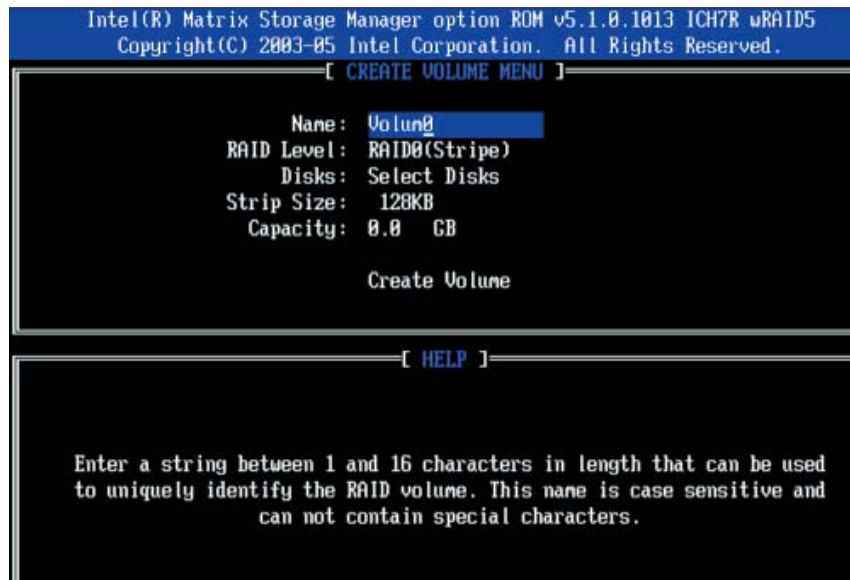 Intel(R) Matrix Storage Manager option ROM v5.1.0.1013 ICH7R wRAID5
Copyright(C) 2003-05 Intel Corporation. All Rights Reserved.
[ CREATE VOLUME MENU ]
Name: Volum0
RAID Level: RAID0(Stripe)
Disks: Select Disks
Strip Size: 128KB
Capacity: 0.0 GB
Create Volume
[ HELP ]
Enter a string between 1 and 16 characters in length that can be used
to uniquely identify the RAID volume. This name is case sensitive and
can not contain special characters.